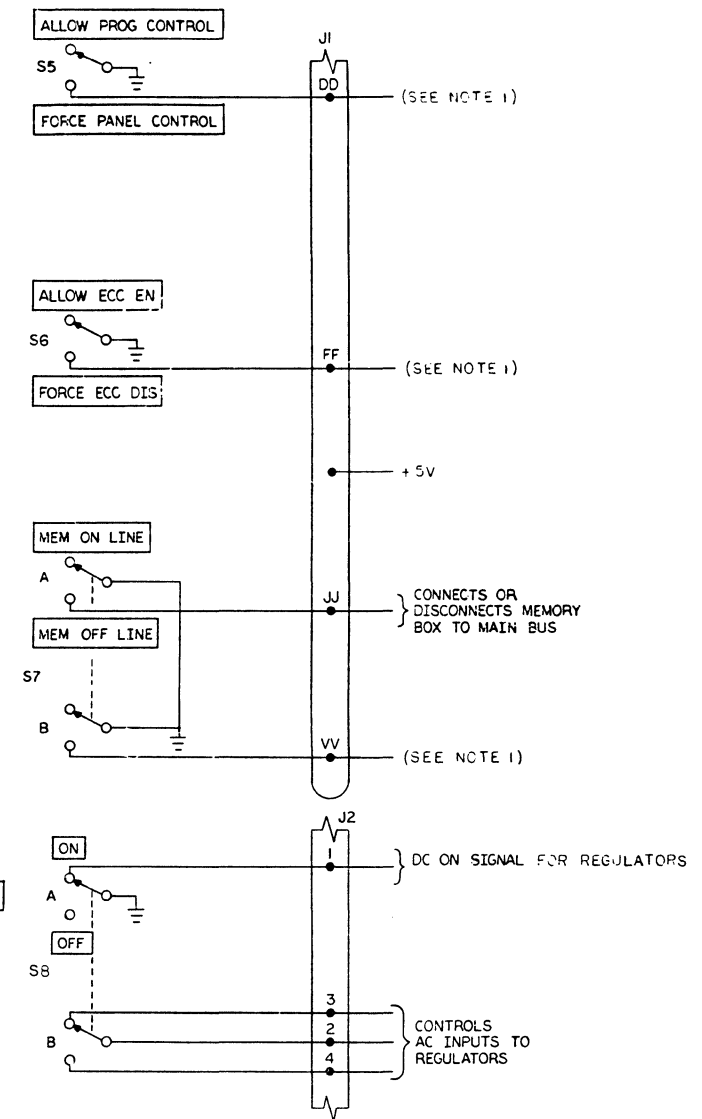 ALLOW PROG CONTROL
J1
S5
DD
(SEE NOTE 1)
FORCE PANEL CONTROL
ALLOW ECC EN
S6
FF
(SEE NOTE 1)
FORCE ECC DIS
+5V
MEM ON LINE
A
JJ
CONNECTS OR
DISCONNECTS MEMORY
BOX TO MAIN BUS
MEM OFF LINE
S7
B
VV
(SEE NOTE 1)
J2
ON
1
DC ON SIGNAL FOR REGULATORS
A
OFF
S8
3
2
4
B
CONTROLS
AC INPUTS TO
REGULATORS